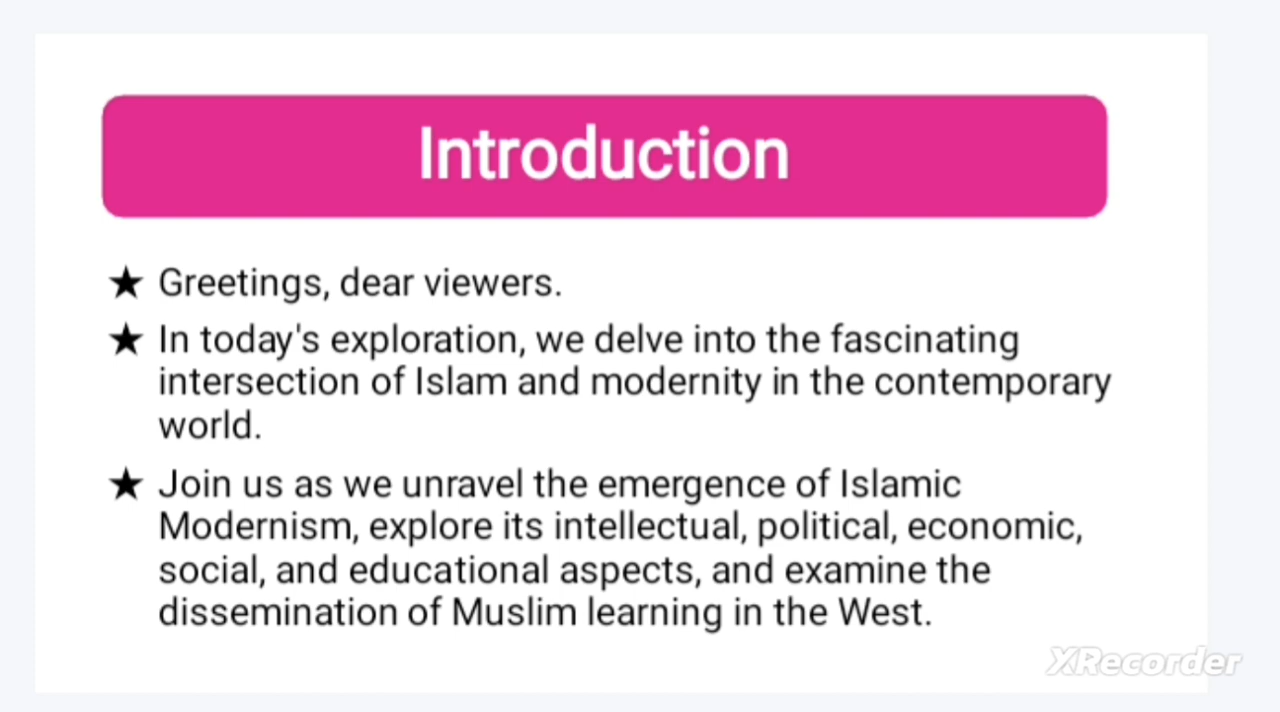 Introduction
★ Greetings, dear viewers.
★ In today's exploration, we delve into the fascinating
intersection of Islam and modernity in the contemporary
world.
★ Join us as we unravel the emergence of Islamic
Modernism, explore its intellectual, political, economic,
social, and educational aspects, and examine the
dissemination of Muslim learning in the West.
XRecorder